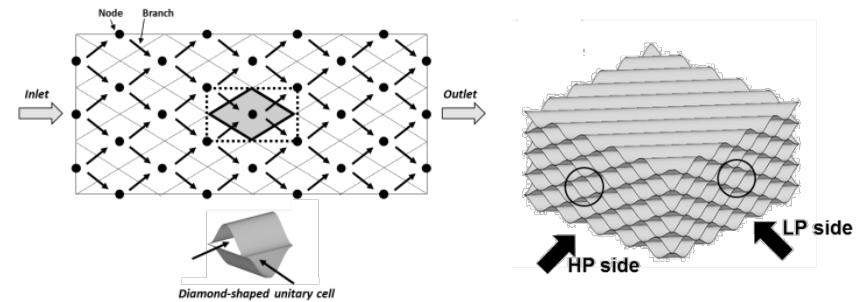 Node
Branch
Inlet
Outlet
Diamond-shaped unitary cell
LP side
HP side